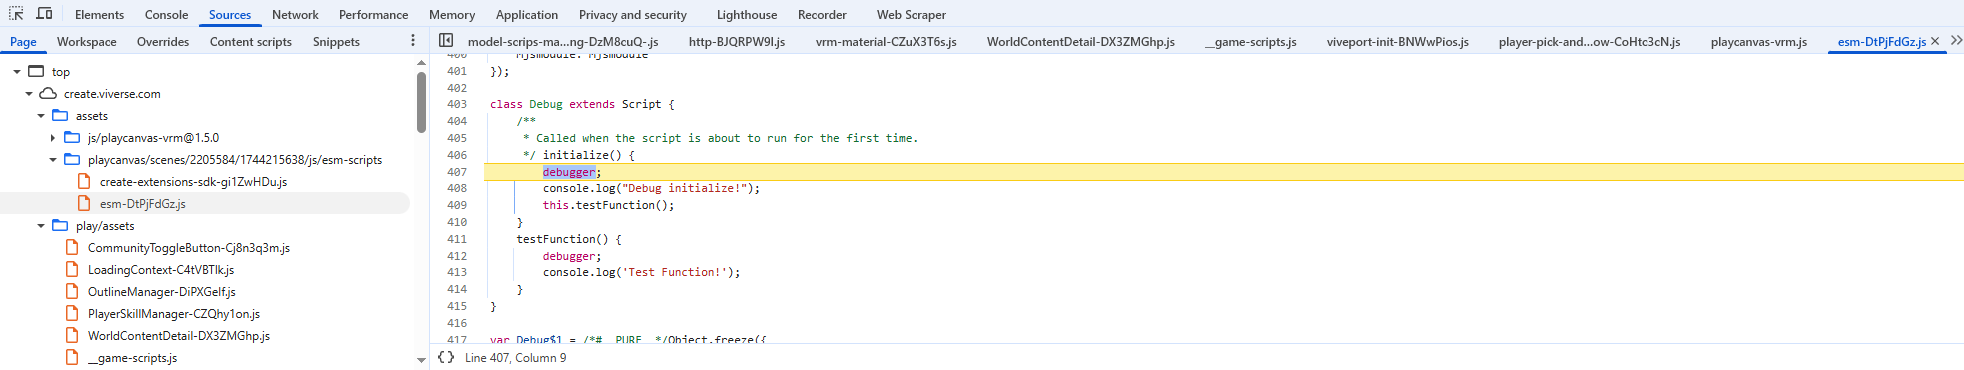 Elements Console Sources Network Performance Memory Application Privacy and security Lighthouse Recorder Web Scraper
Page Workspace Overrides Content scripts Snippets
model-scrips-ma...ng-DzM8cuQ-.js http-BJQRPW9I.js vrm-material-CZuX3T6s.js WorldContentDetail-DX3ZMGhp.js __game-scripts.js viveport-init-BNWwPios.js player-pick-and...ow-CoHtc3cN.js playcanvas-vrm.js esm-DtPjFdGz.js
top
create.viverse.com
assets
js/playcanvas-vrm@1.5.0
playcanvas/scenes/2205584/1744215638/js/esm-scripts
create-extensions-sdk-gi1ZwHDu.js
esm-DtPjFdGz.js
play/assets
CommunityToggleButton-Cj8n3q3m.js
LoadingContext-C4tVBTlk.js
OutlineManager-DiPXGelf.js
PlayerSkillManager-CZQhy1on.js
WorldContentDetail-DX3ZMGhp.js
__game-scripts.js
400 MjsModule: MjsModule
401 });
402
403 class Debug extends Script {
404 /**
405 * Called when the script is about to run for the first time.
406 */ initialize() {
407 debugger;
408 console.log("Debug initialize!");
409 this.testFunction();
410 }
411 testFunction() {
412 debugger;
413 console.log('Test Function!');
414 }
415 }
416
417 var Debug$1 = /*#__PURE__*/Object.freeze({
{} Line 407, Column 9